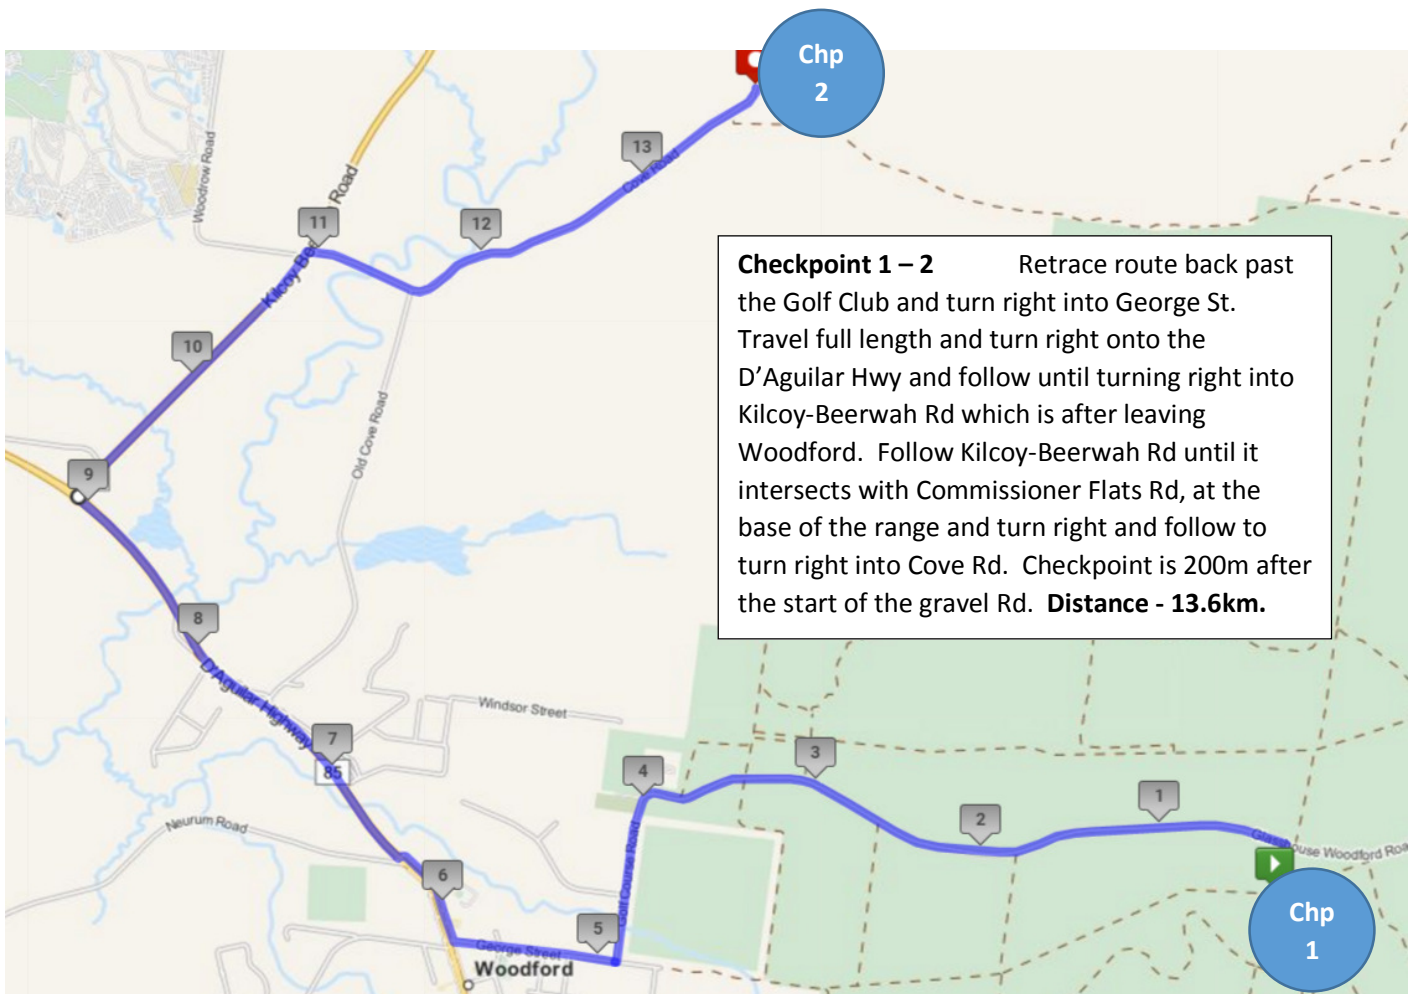 Chp
2
13
Cove Road
Woodrow Road
Road
11
12
Kilcoy Bee
10
Checkpoint 1 – 2 Retrace route back past
the Golf Club and turn right into George St.
Travel full length and turn right onto the
D’Aguilar Hwy and follow until turning right into
Kilcoy-Beerwah Rd which is after leaving
Woodford. Follow Kilcoy-Beerwah Rd until it
intersects with Commissioner Flats Rd, at the
base of the range and turn right and follow to
turn right into Cove Rd. Checkpoint is 200m after
the start of the gravel Rd. Distance - 13.6km.
Old Cove Road
9
8
D'Aguilar Highway
Windsor Street
7
85
4
3
1
2
Neurum Road
Golf Course Road
Glasshouse Woodford Road
6
5
George Street
Woodford
Chp
1